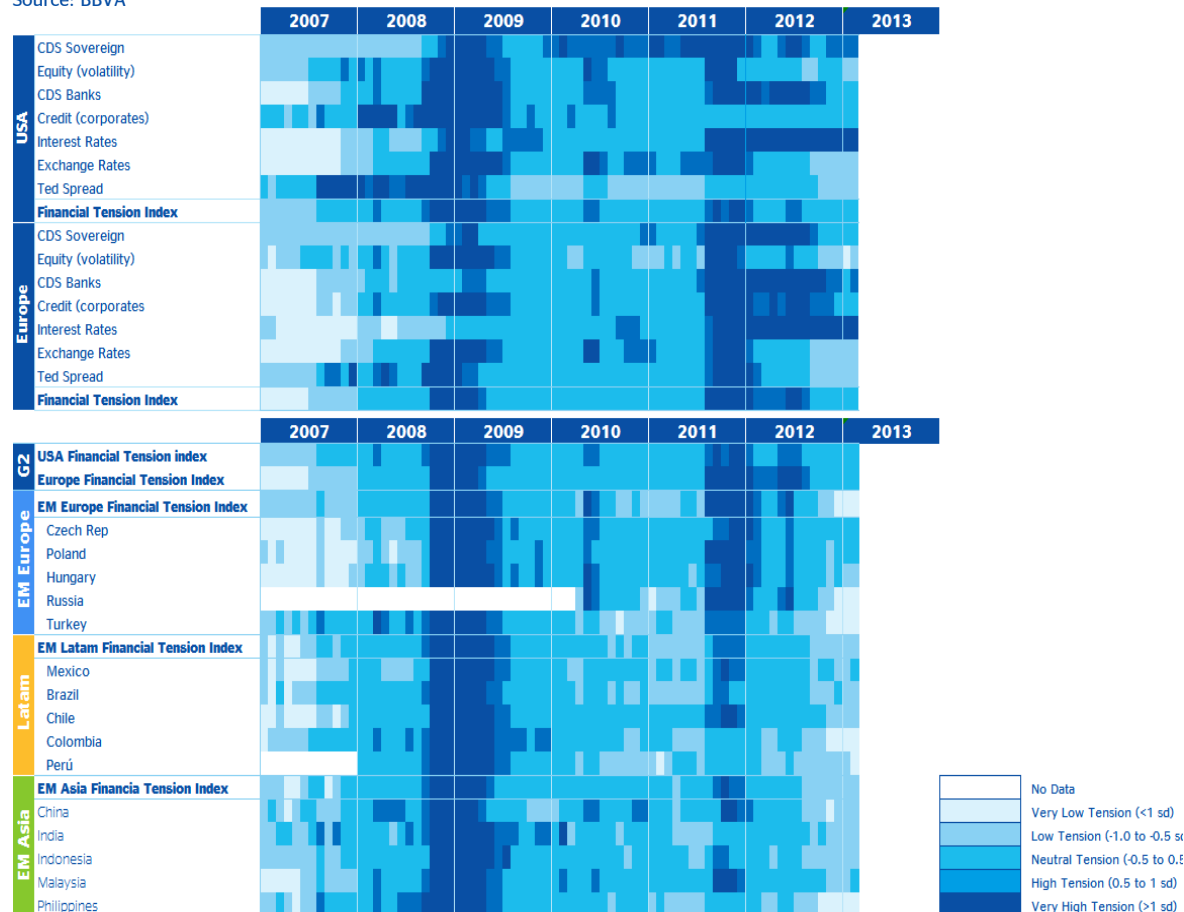 Source: BBVA
2007 2008 2009 2010 2011 2012 2013
USA
CDS Sovereign
Equity (volatility)
CDS Banks
Credit (corporates)
Interest Rates
Exchange Rates
Ted Spread
Financial Tension Index
Europe
CDS Sovereign
Equity (volatility)
CDS Banks
Credit (corporates
Interest Rates
Exchange Rates
Ted Spread
Financial Tension Index
2007 2008 2009 2010 2011 2012 2013
G2
USA Financial Tension index
Europe Financial Tension Index
EM Europe
EM Europe Financial Tension Index
Czech Rep
Poland
Hungary
Russia
Turkey
Latam
EM Latam Financial Tension Index
Mexico
Brazil
Chile
Colombia
Perú
EM Asia
EM Asia Financia Tension Index
China
India
Indonesia
Malaysia
Philippines
No Data
Very Low Tension (<1 sd)
Low Tension (-1.0 to -0.5 sd
Neutral Tension (-0.5 to 0.5
High Tension (0.5 to 1 sd)
Very High Tension (>1 sd)